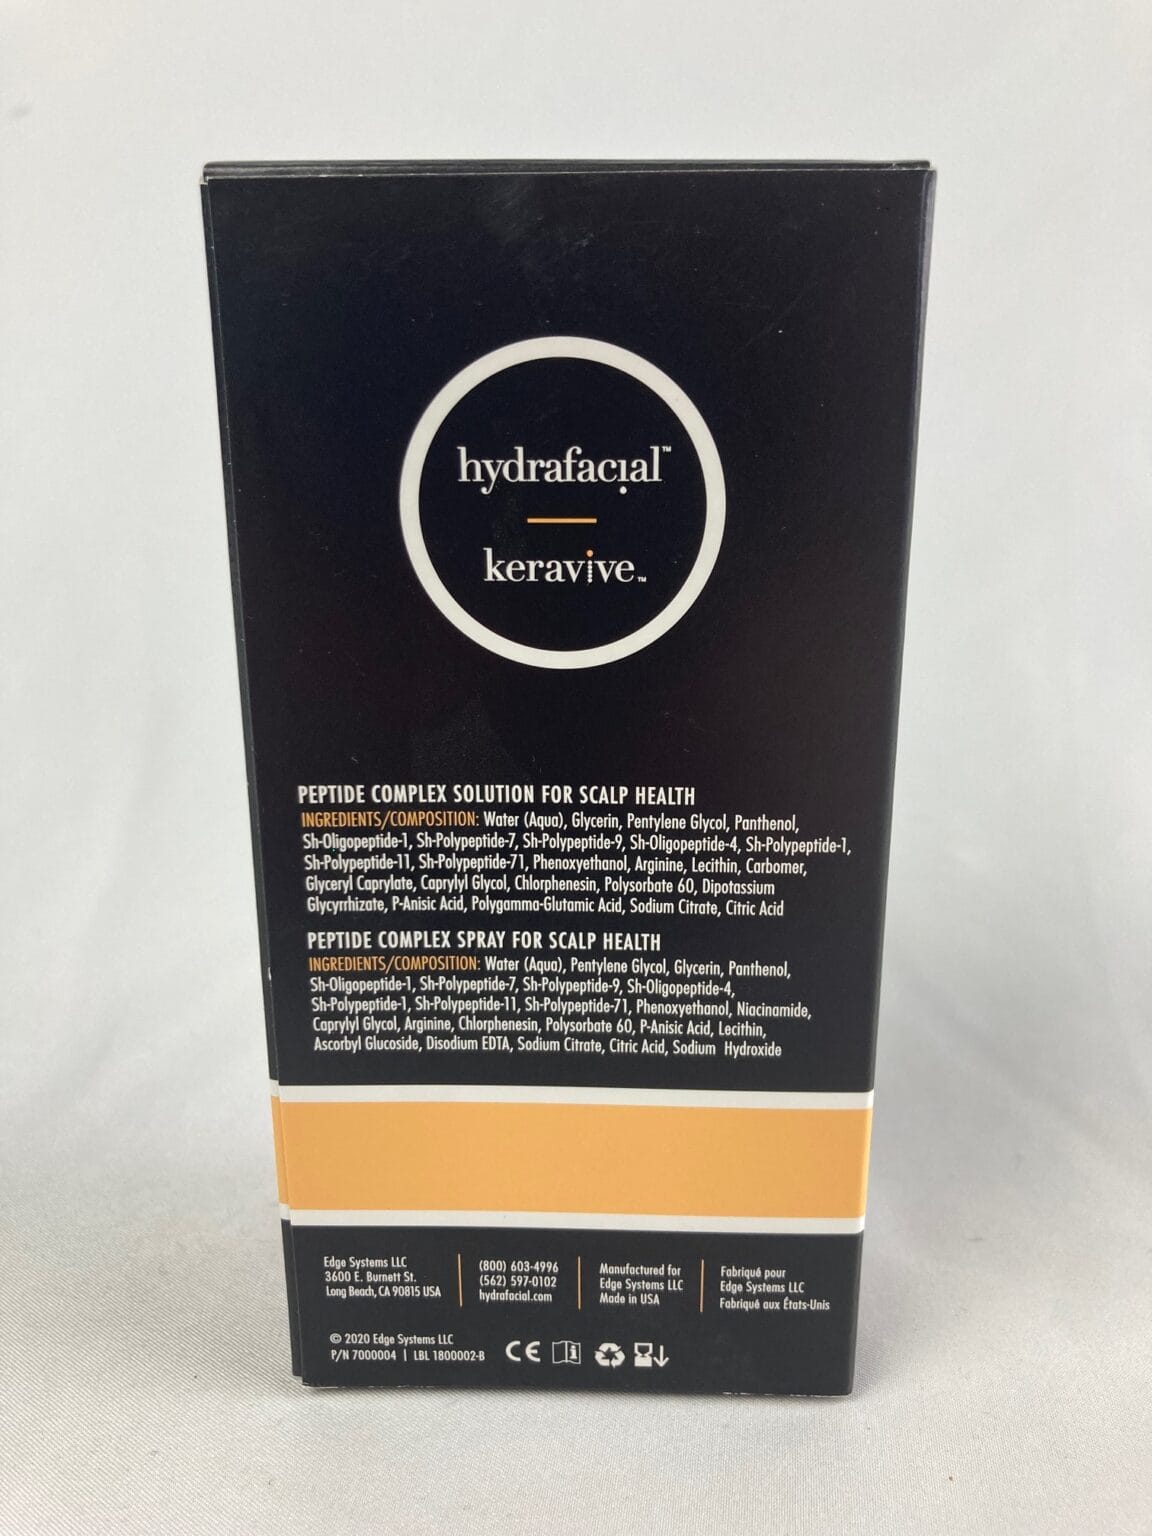 hydrafacial™
keravive™
PEPTIDE COMPLEX SOLUTION FOR SCALP HEALTH
INGREDIENTS/COMPOSITION: Water (Aqua), Glycerin, Pentylene Glycol, Panthenol,
Sh-Oligopeptide-1, Sh-Polypeptide-7, Sh-Polypeptide-9, Sh-Oligopeptide-4, Sh-Polypeptide-1,
Sh-Polypeptide-11, Sh-Polypeptide-71, Phenoxyethanol, Arginine, Lecithin, Carbomer,
Glyceryl Caprylate, Caprylyl Glycol, Chlorphenesin, Polysorbate 60, Dipotassium
Glycyrrhizate, P-Anisic Acid, Polygamma-Glutamic Acid, Sodium Citrate, Citric Acid
PEPTIDE COMPLEX SPRAY FOR SCALP HEALTH
INGREDIENTS/COMPOSITION: Water (Aqua), Pentylene Glycol, Glycerin, Panthenol,
Sh-Oligopeptide-1, Sh-Polypeptide-7, Sh-Polypeptide-9, Sh-Oligopeptide-4,
Sh-Polypeptide-1, Sh-Polypeptide-11, Sh-Polypeptide-71, Phenoxyethanol, Niacinamide,
Caprylyl Glycol, Arginine, Chlorphenesin, Polysorbate 60, P-Anisic Acid, Lecithin,
Ascorbyl Glucoside, Disodium EDTA, Sodium Citrate, Citric Acid, Sodium Hydroxide
Edge Systems LLC
3600 E. Burnett St.
Long Beach, CA 90815 USA
(800) 603-4996
(562) 597-0102
hydrafacial.com
Manufactured for
Edge Systems LLC
Made in USA
Fabriqué pour
Edge Systems LLC
Fabriqué aux États-Unis
© 2020 Edge Systems LLC
P/N 7000004 | LBL 1800002-B
CE